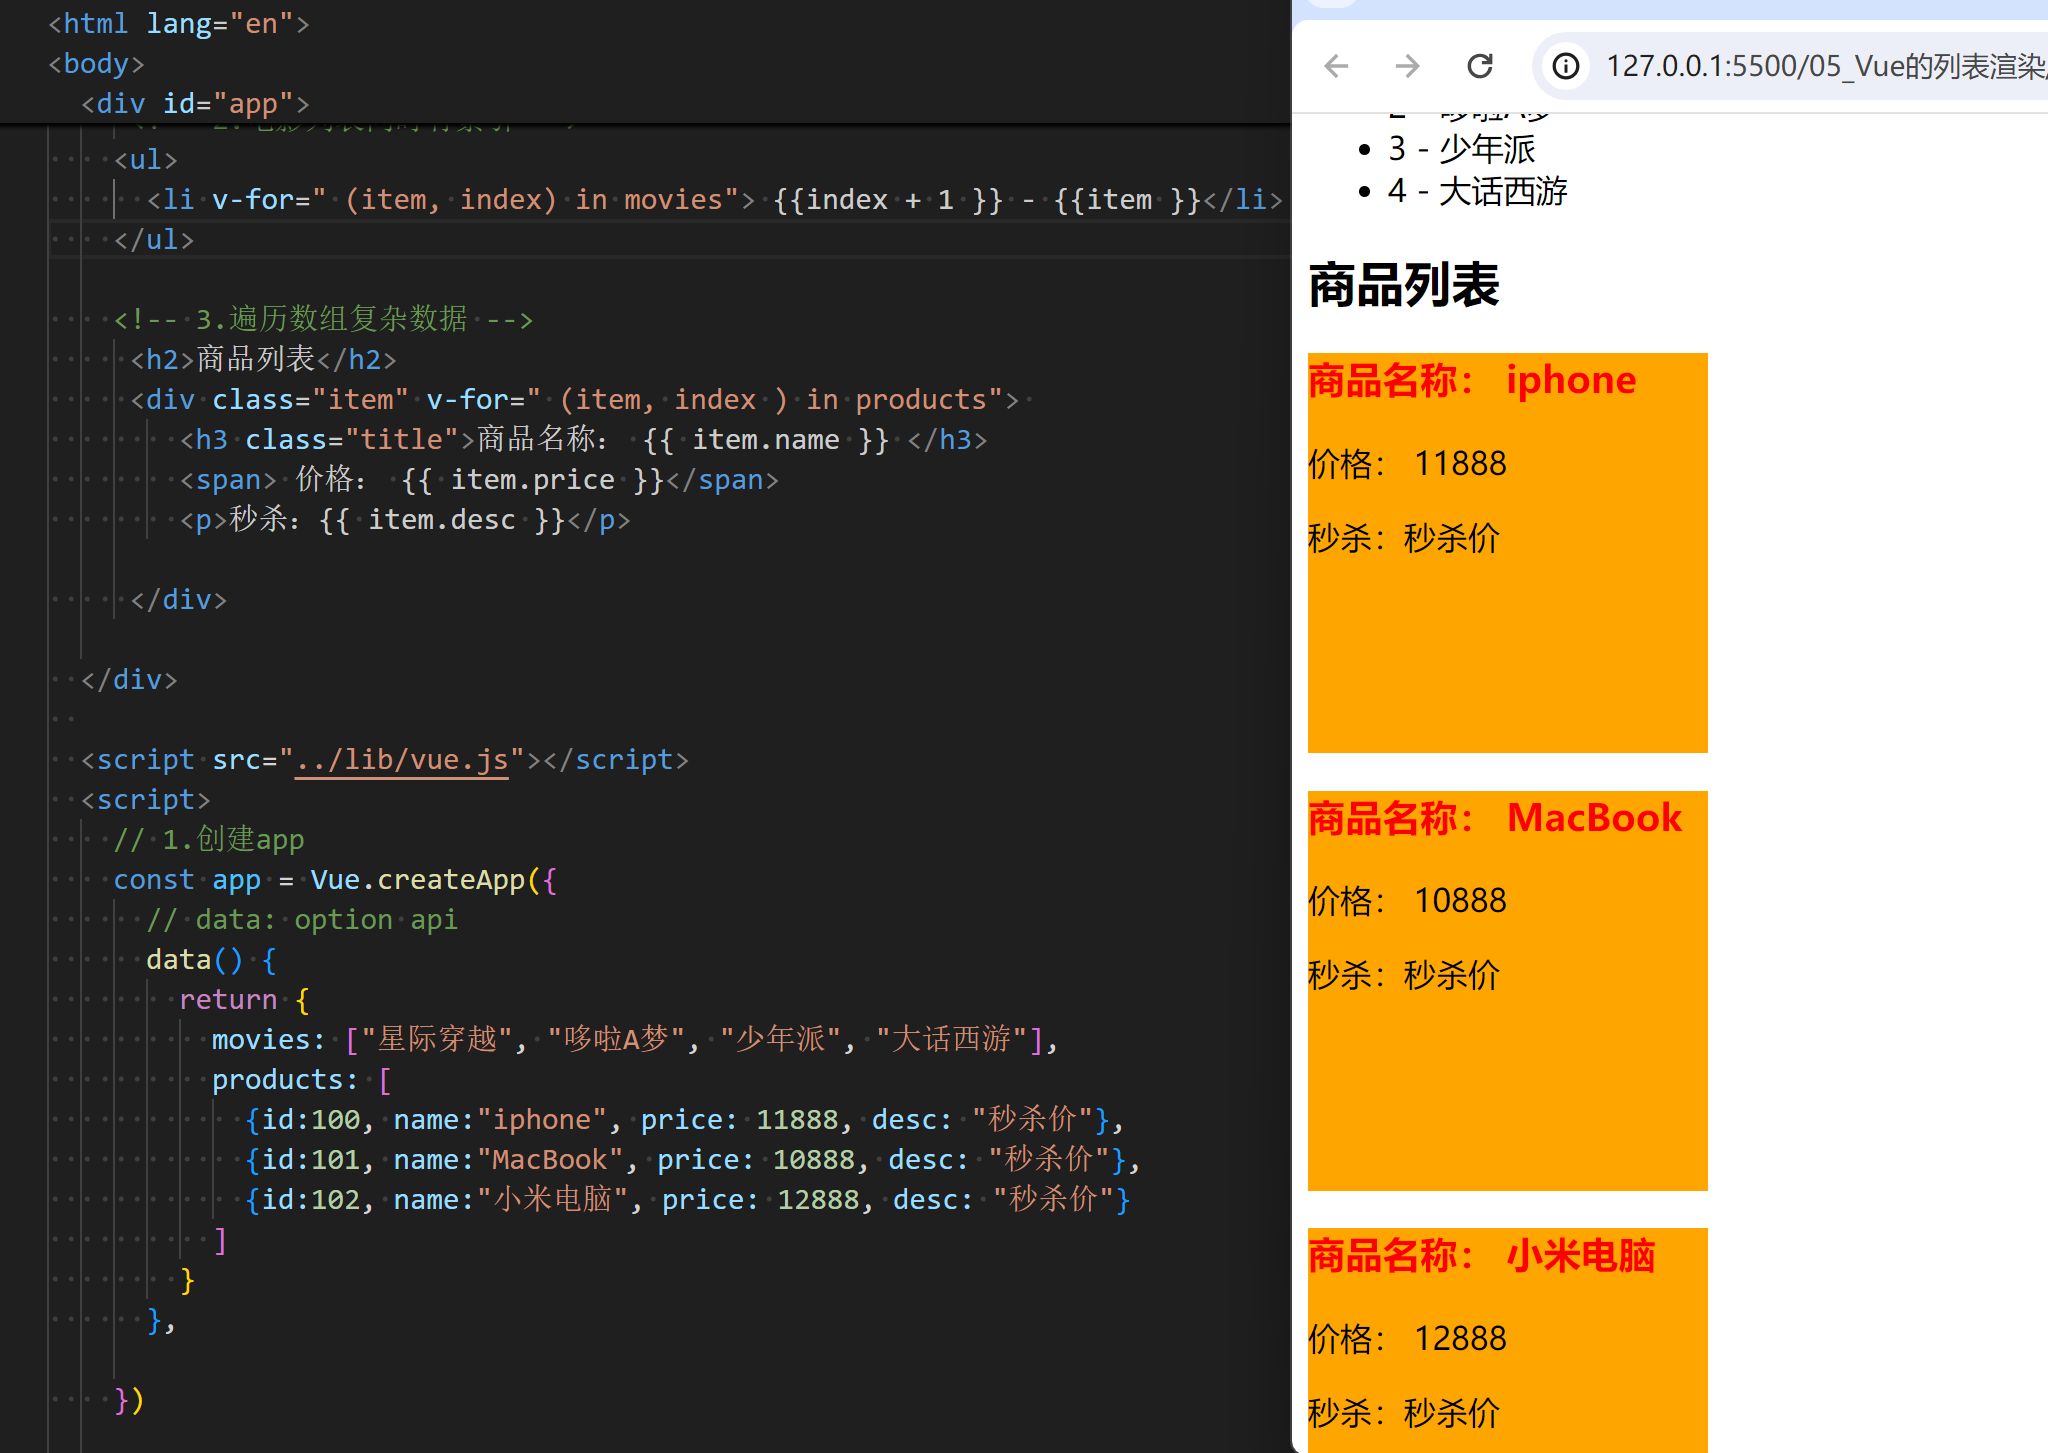 <html lang="en">
<body>
<div id="app">
<ul>
<li v-for=" (item, index) in movies"> {{index + 1 }} - {{item }}</li>
</ul>
<!-- 3.遍历数组复杂数据 -->
<h2>商品列表</h2>
<div class="item" v-for=" (item, index ) in products">
<h3 class="title">商品名称： {{ item.name }} </h3>
<span> 价格： {{ item.price }}</span>
<p>秒杀：{{ item.desc }}</p>
</div>
</div>
<script src="../lib/vue.js"></script>
<script>
// 1.创建app
const app = Vue.createApp({
// data: option api
data() {
return {
movies: ["星际穿越", "哆啦A梦", "少年派", "大话西游"],
products: [
{id:100, name:"iphone", price: 11888, desc: "秒杀价"},
{id:101, name:"MacBook", price: 10888, desc: "秒杀价"},
{id:102, name:"小米电脑", price: 12888, desc: "秒杀价"}
]
}
},
})
127.0.0.1:5500/05_Vue的列表渲染/
2 - 哆啦A梦
3 - 少年派
4 - 大话西游
商品列表
商品名称： iphone
价格： 11888
秒杀：秒杀价
商品名称： MacBook
价格： 10888
秒杀：秒杀价
商品名称： 小米电脑
价格： 12888
秒杀：秒杀价